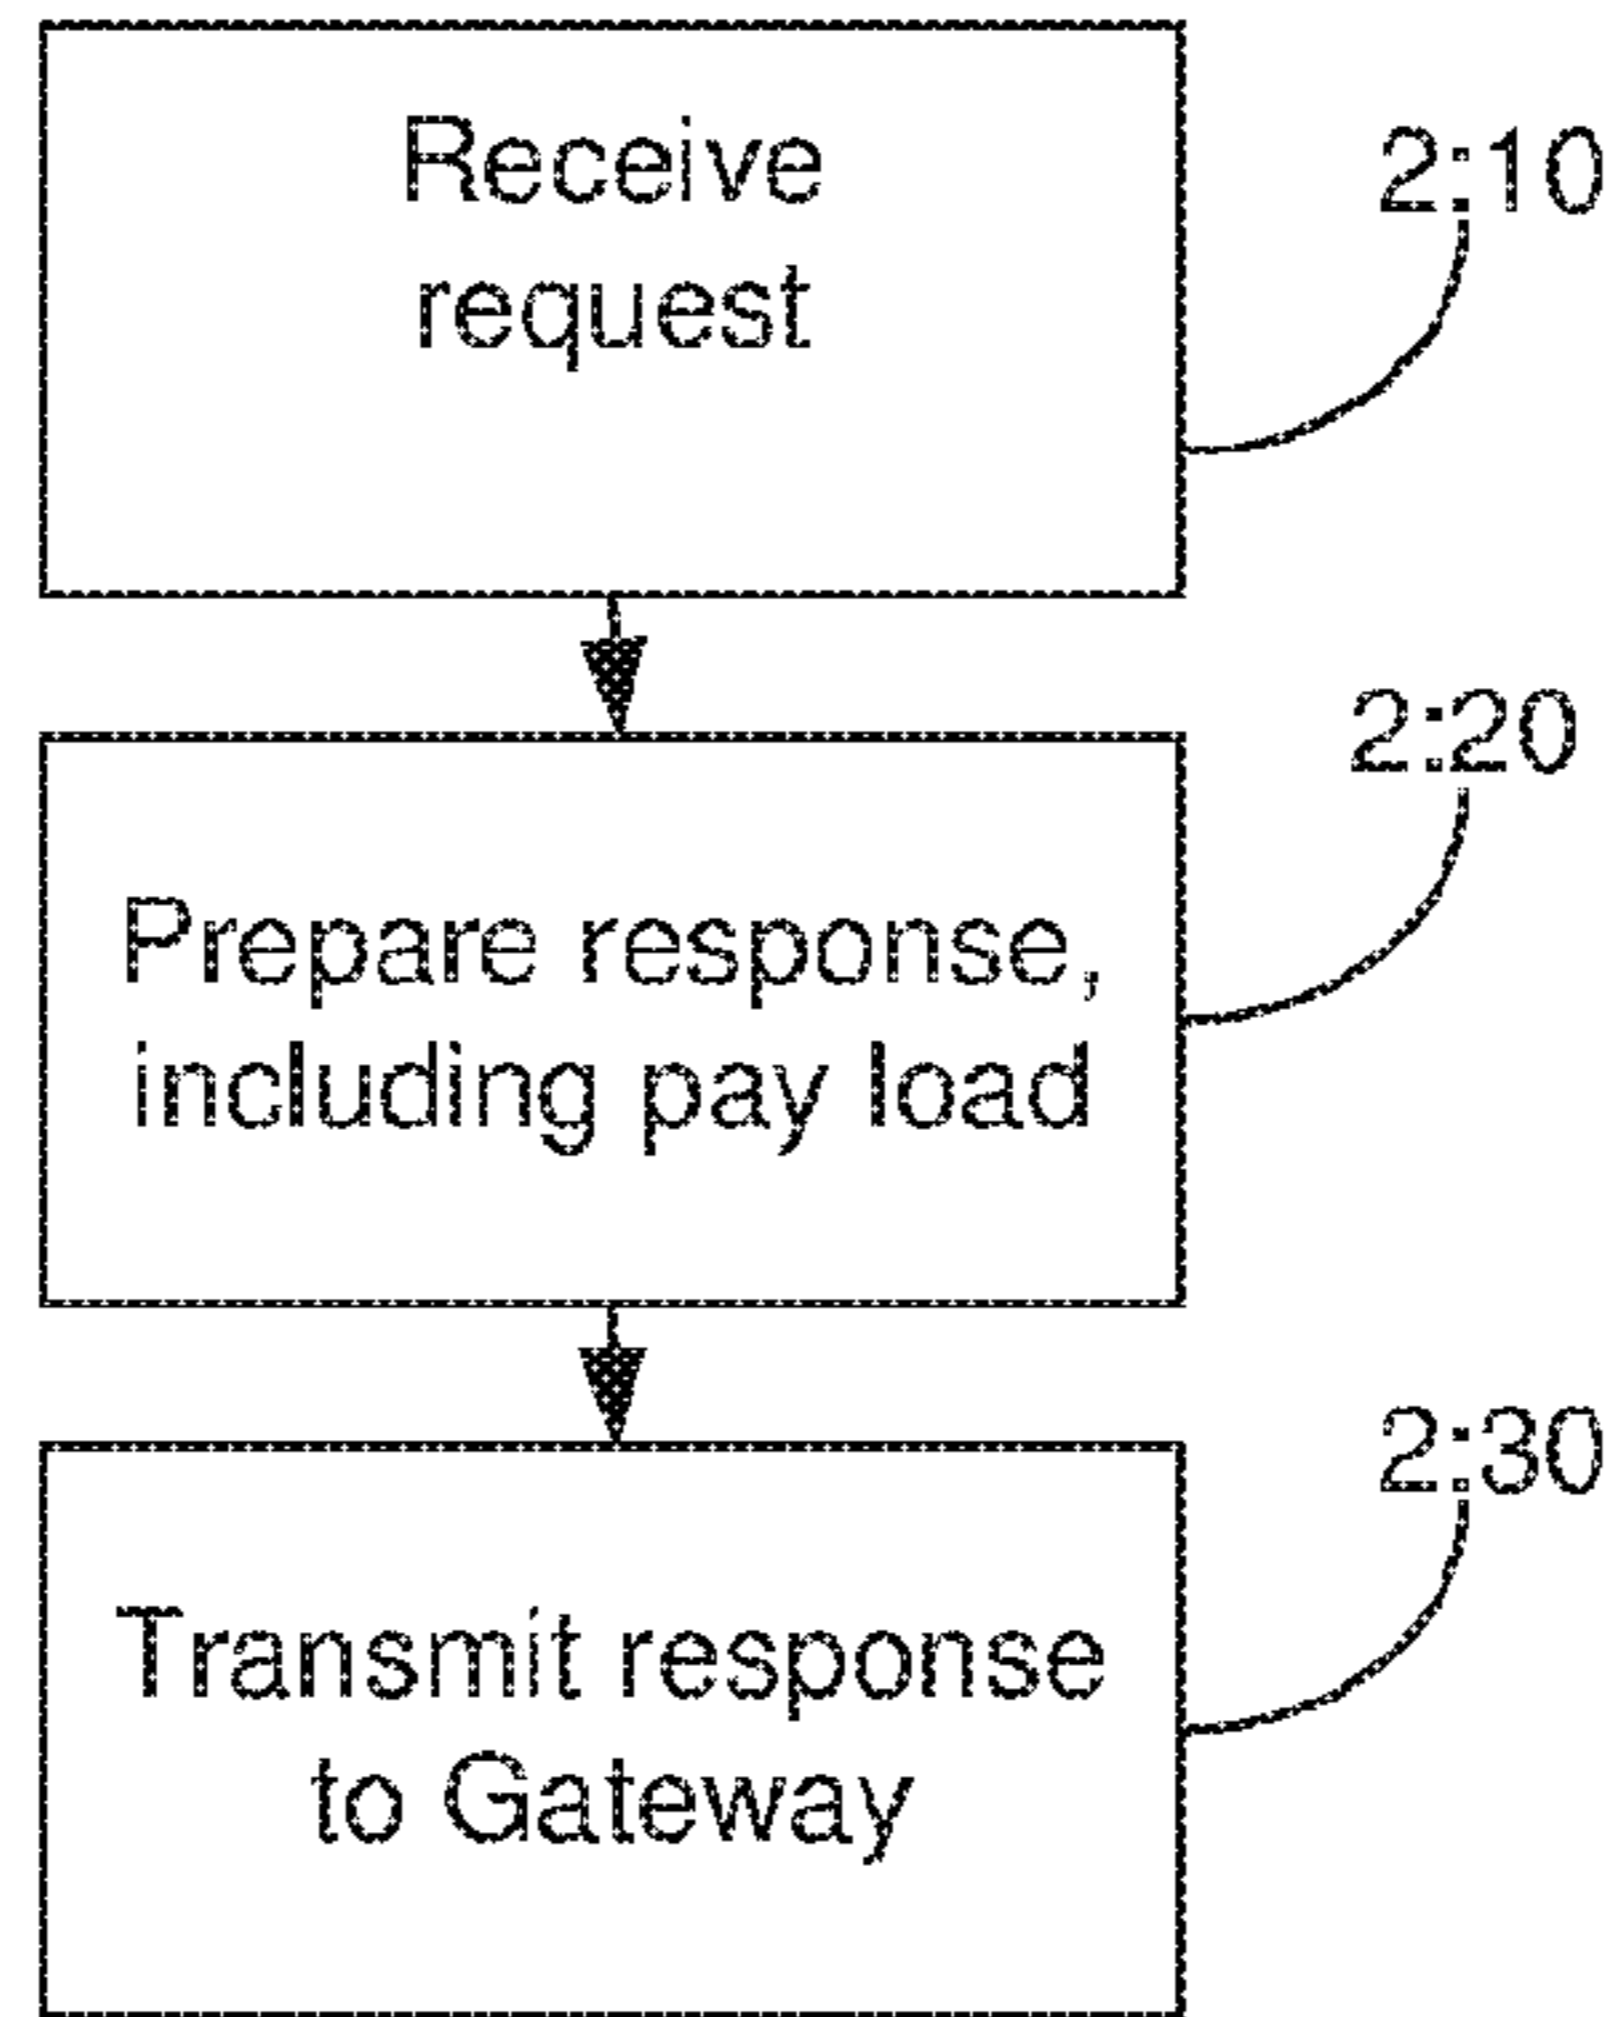 Receive
request
2:10
Prepare response,
including pay load
2:20
Transmit response
to Gateway
2:30